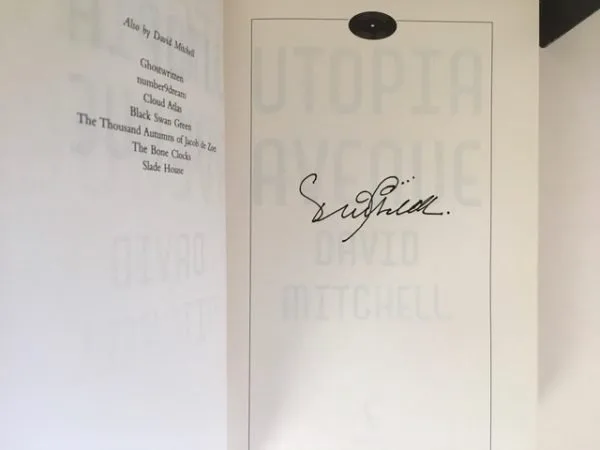 Also by David Mitchell
Ghostwritten
number9dream
Cloud Atlas
Black Swan Green
The Thousand Autumns of Jacob de Zoet
The Bone Clocks
Slade House
UTOPIA
AVENUE
DAVID
MITCHELL